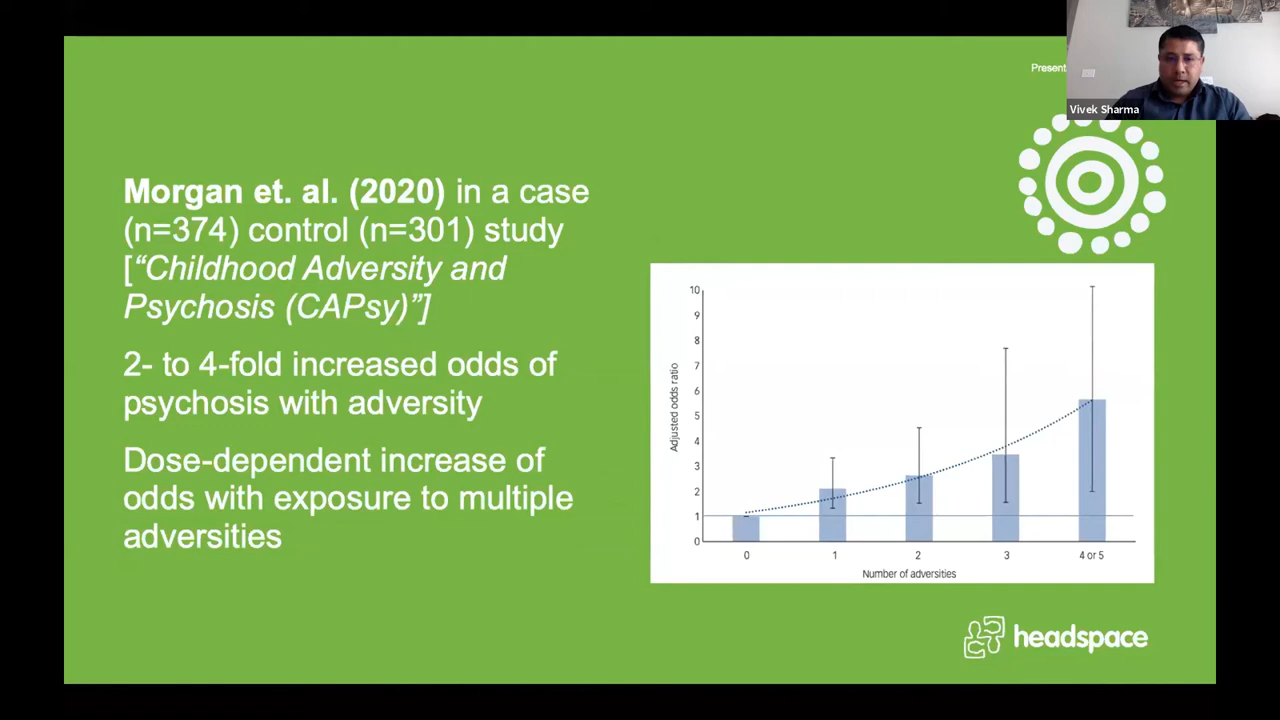 Present
Vivek Sharma
Morgan et. al. (2020) in a case
(n=374) control (n=301) study
[“Childhood Adversity and
Psychosis (CAPsy)”]
2- to 4-fold increased odds of
psychosis with adversity
Dose-dependent increase of
odds with exposure to multiple
adversities
Adjusted odds ratio
10
9
8
7
6
5
4
3
2
1
0
0 1 2 3 4 or 5
Number of adversities
headspace